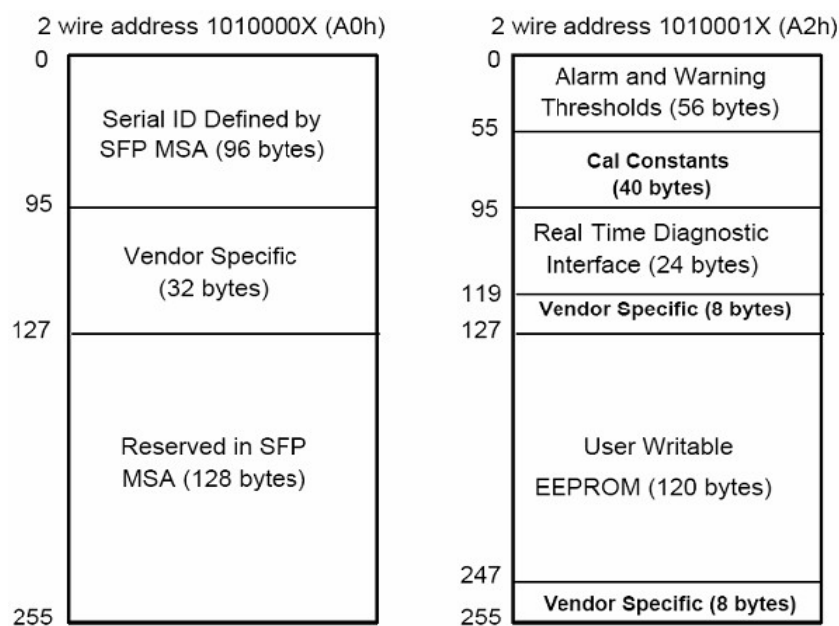 2 wire address 1010000X (A0h)
0
Serial ID Defined by
SFP MSA (96 bytes)
95
Vendor Specific
(32 bytes)
127
Reserved in SFP
MSA (128 bytes)
255
2 wire address 1010001X (A2h)
0
Alarm and Warning
Thresholds (56 bytes)
55
Cal Constants
(40 bytes)
95
Real Time Diagnostic
Interface (24 bytes)
119
Vendor Specific (8 bytes)
127
User Writable
EEPROM (120 bytes)
247
Vendor Specific (8 bytes)
255